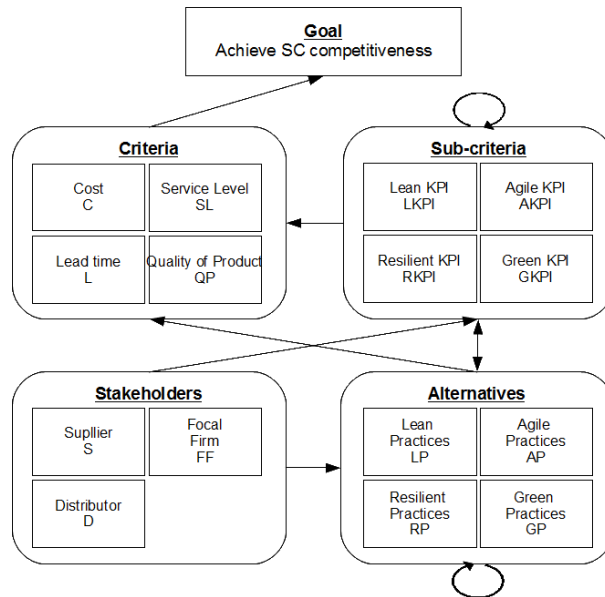 Goal
Achieve SC competitiveness
Criteria
Cost
C
Service Level
SL
Lead time
L
Quality of Product
QP
Sub-criteria
Lean KPI
LKPI
Agile KPI
AKPI
Resilient KPI
RKPI
Green KPI
GKPI
Stakeholders
Supllier
S
Focal
Firm
FF
Distributor
D
Alternatives
Lean
Practices
LP
Agile
Practices
AP
Resilient
Practices
RP
Green
Practices
GP